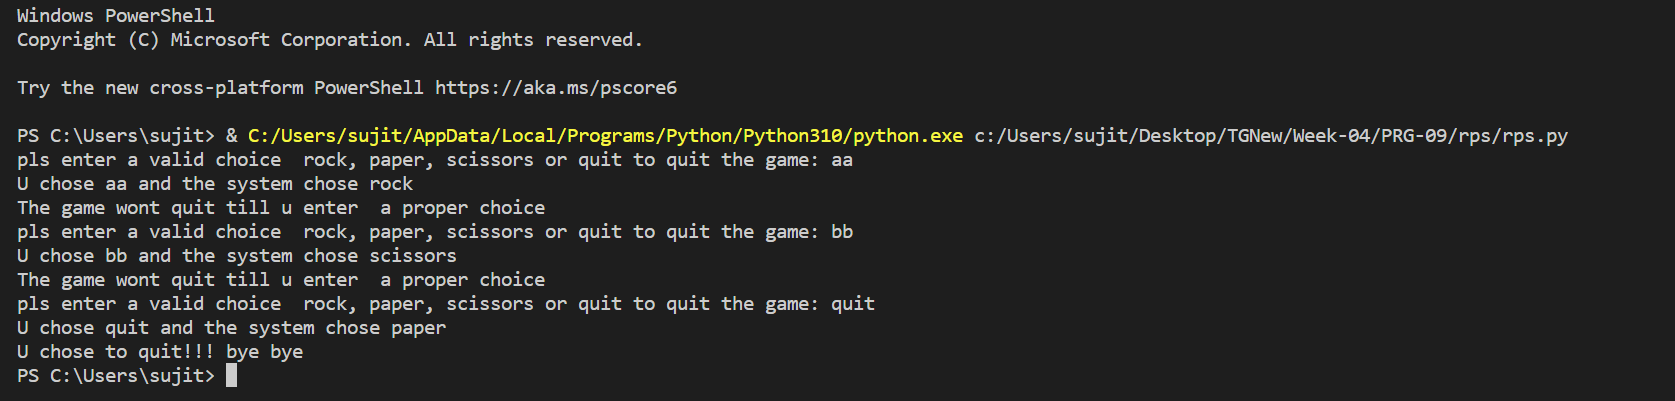 Windows PowerShell
Copyright (C) Microsoft Corporation. All rights reserved.
Try the new cross-platform PowerShell https://aka.ms/pscore6
PS C:\Users\sujit> & C:/Users/sujit/AppData/Local/Programs/Python/Python310/python.exe c:/Users/sujit/Desktop/TGNew/Week-04/PRG-09/rps/rps.py
pls enter a valid choice  rock, paper, scissors or quit to quit the game: aa
U chose aa and the system chose rock
The game wont quit till u enter  a proper choice
pls enter a valid choice  rock, paper, scissors or quit to quit the game: bb
U chose bb and the system chose scissors
The game wont quit till u enter  a proper choice
pls enter a valid choice  rock, paper, scissors or quit to quit the game: quit
U chose quit and the system chose paper
U chose to quit!!! bye bye
PS C:\Users\sujit>